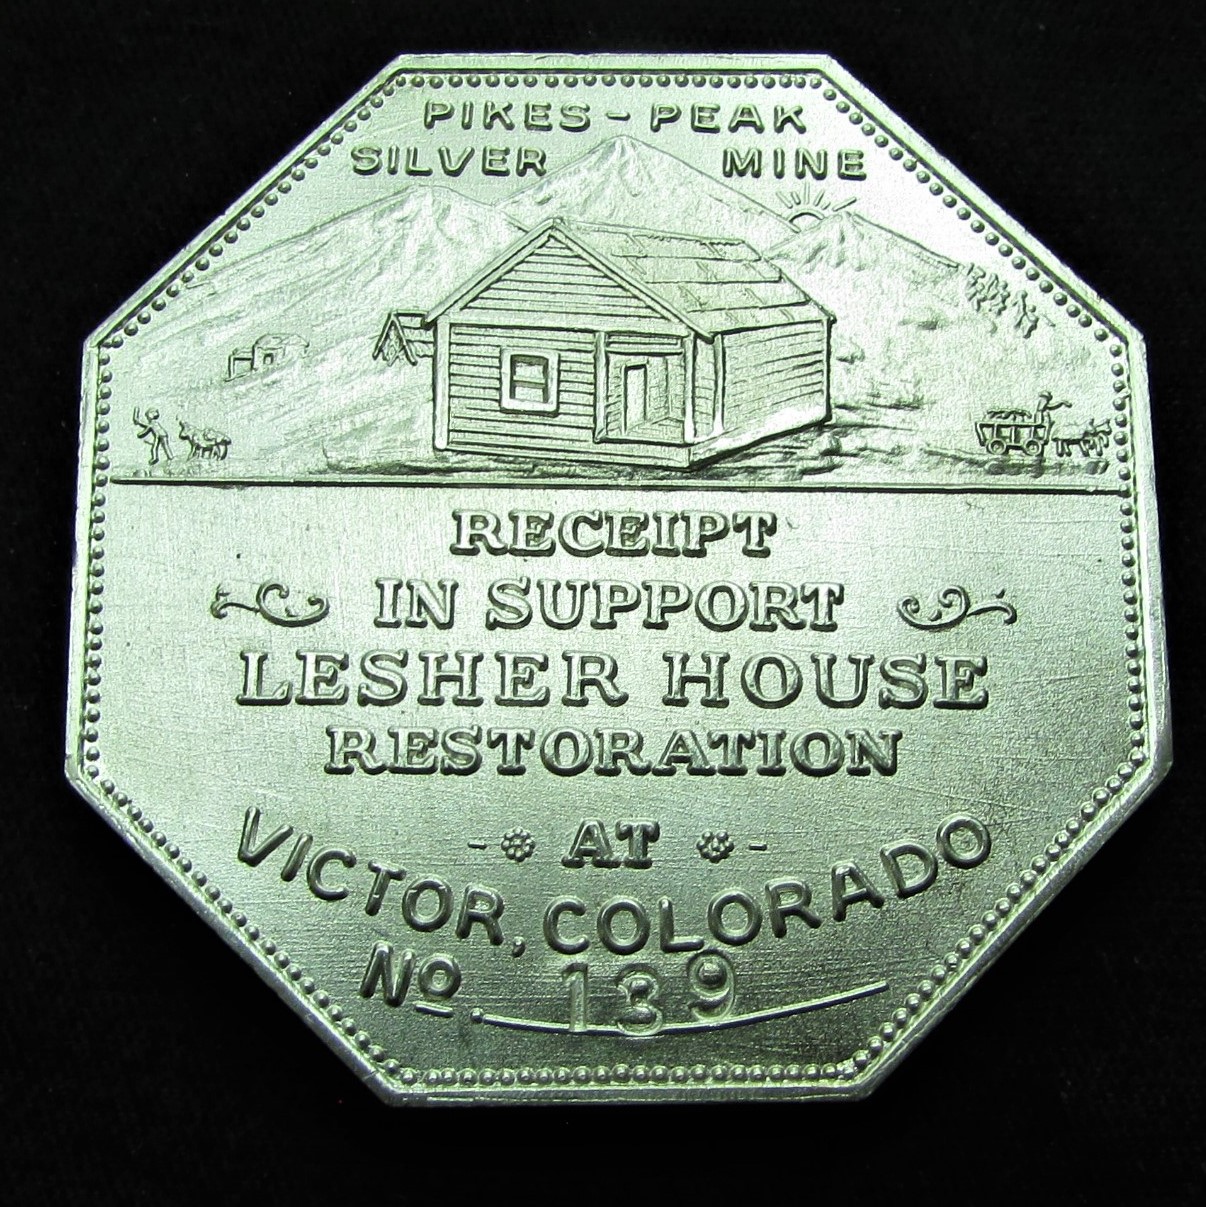 PIKES - PEAK
SILVER MINE
RECEIPT
IN SUPPORT
LESHER HOUSE
RESTORATION
- AT -
VICTOR, COLORADO
No. 139